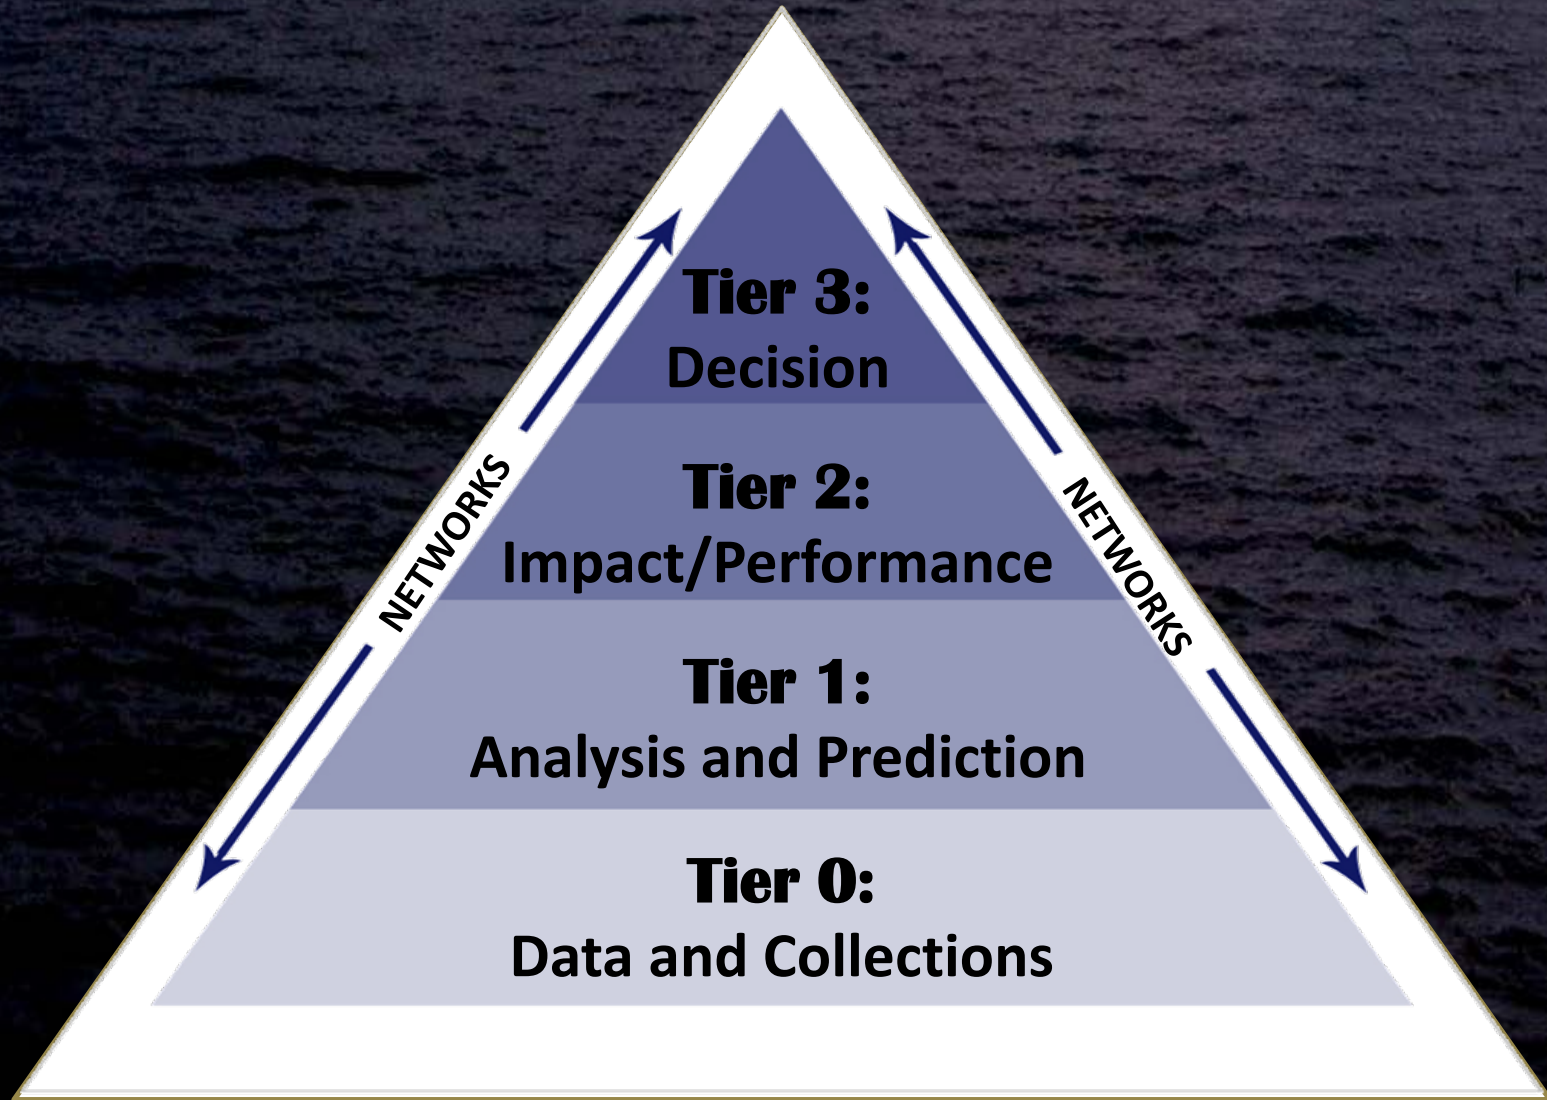 Tier 3:
Decision
Tier 2:
Impact/Performance
NETWORKS
NETWORKS
Tier 1:
Analysis and Prediction
Tier 0:
Data and Collections